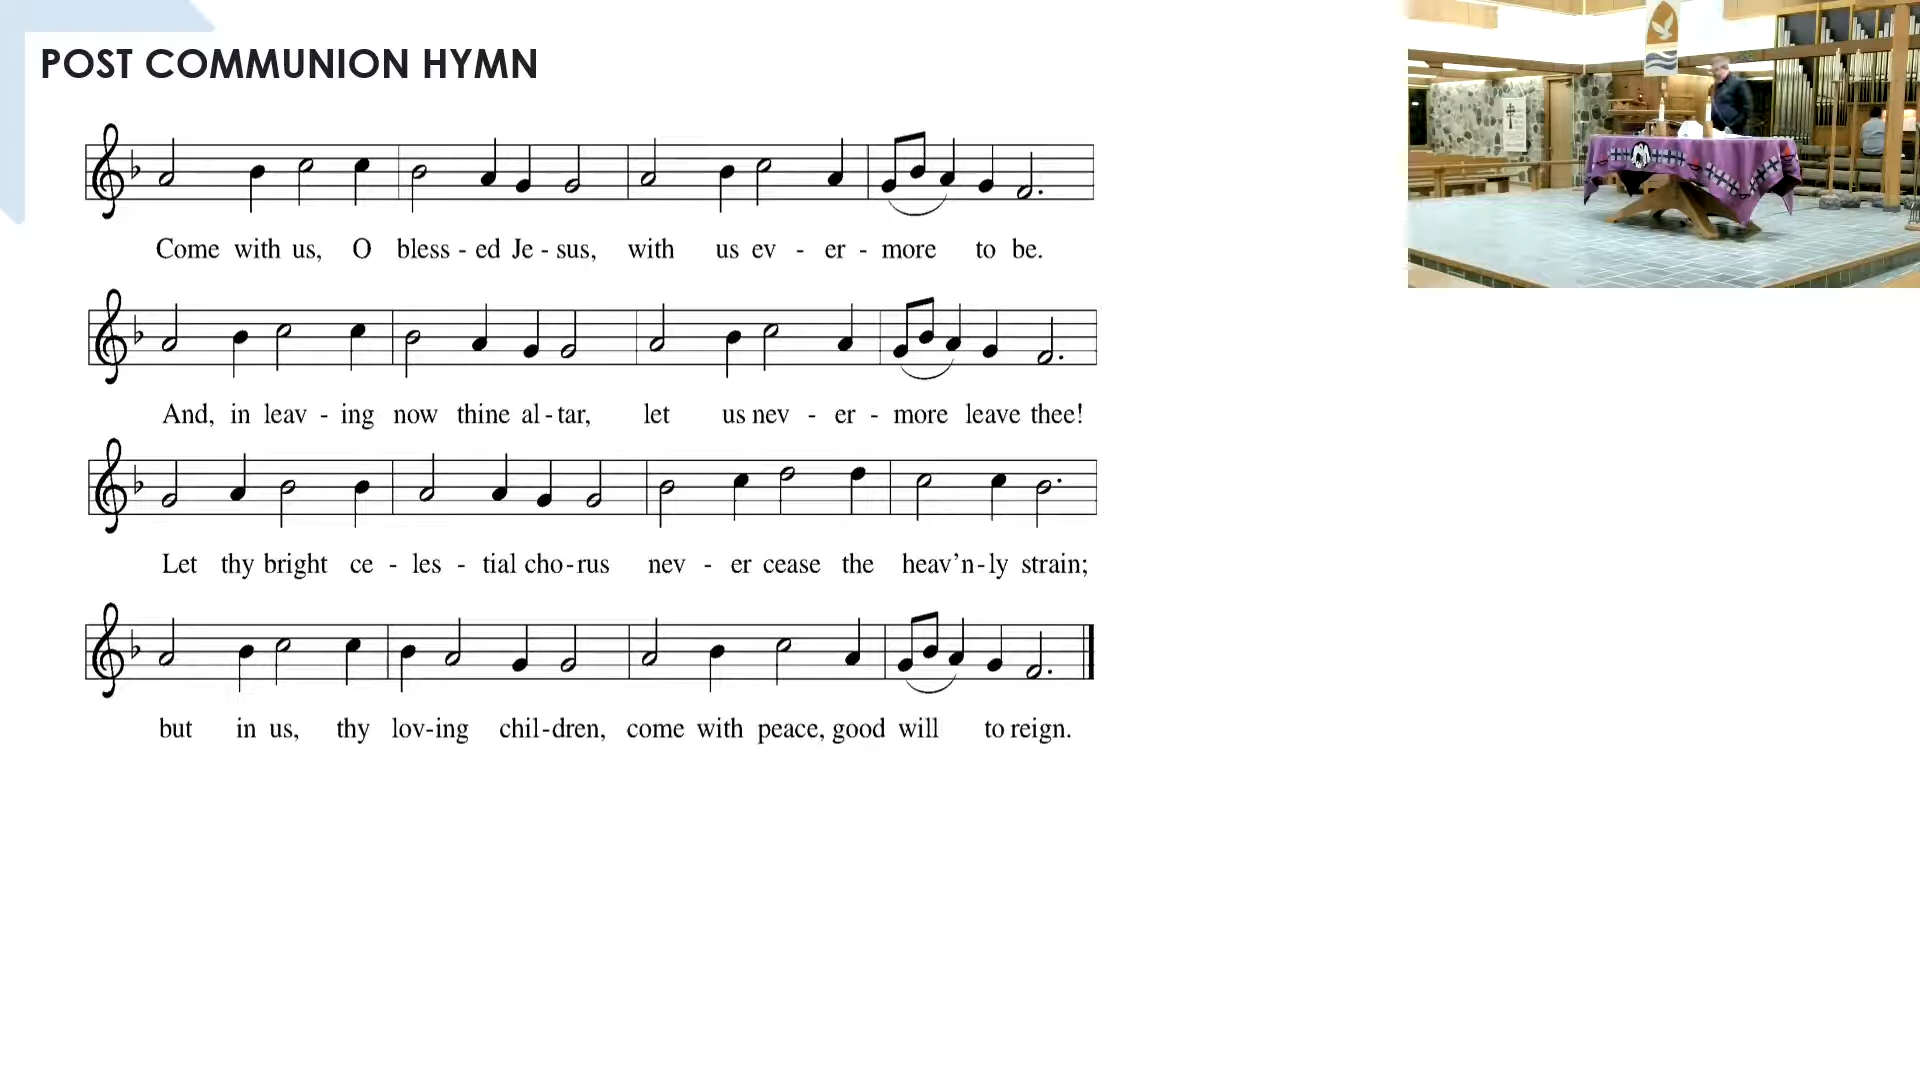 POST COMMUNION HYMN
Come with us, O bless - ed Je - sus, with us ev - er - more to be.
And, in leav - ing now thine al - tar, let us nev - er - more leave thee!
Let thy bright ce - les - tial cho - rus nev - er cease the heav’n - ly strain;
but in us, thy lov - ing chil - dren, come with peace, good will to reign.